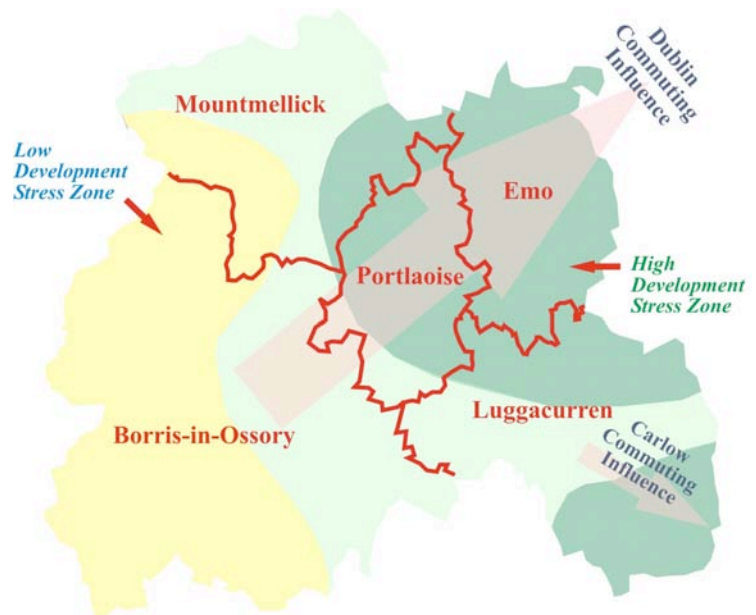 Dublin
Commuting
Influence
Mountmellick
Low
Development
Stress Zone
Emo
Portlaoise
High
Development
Stress Zone
Luggacurren
Borris-in-Ossory
Carlow
Commuting
Influence